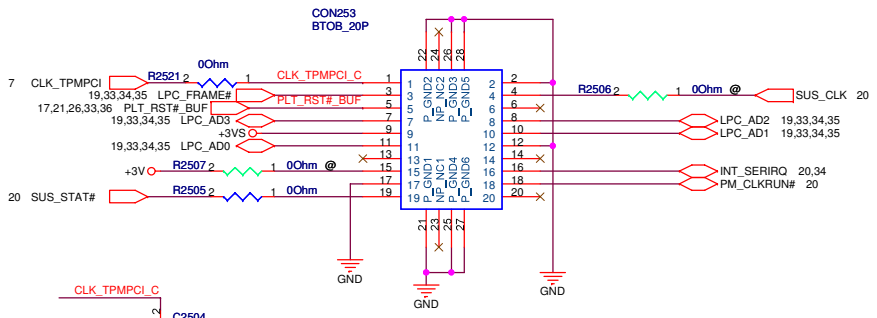 CON253
BTOB_20P
22 24 26 28
P_GND2 NP_NC2 P_GND3 P_GND5
7 CLK_TPMPCI R2521 2 0Ohm 1 CLK_TPMPCI_C 1 1 2 2
19,33,34,35 LPC_FRAME# 3 3 4 4 R2506 2 1 0Ohm @ SUS_CLK 20
17,21,26,33,36 PLT_RST#_BUF PLT_RST#_BUF 5 5 6 6
19,33,34,35 LPC_AD3 7 7 8 8 LPC_AD2 19,33,34,35
+3VS 9 9 10 10 LPC_AD1 19,33,34,35
19,33,34,35 LPC_AD0 11 11 12 12
13 13 14 14
+3V R2507 2 1 0Ohm @ 15 15 16 16 INT_SERIRQ 20,34
17 17 18 18 PM_CLKRUN# 20
20 SUS_STAT# R2505 2 1 0Ohm 19 19 20 20
P_GND1 NP_NC1 P_GND4 P_GND6
21 23 25 27
GND
GND
GND
CLK_TPMPCI_C
2
C2504